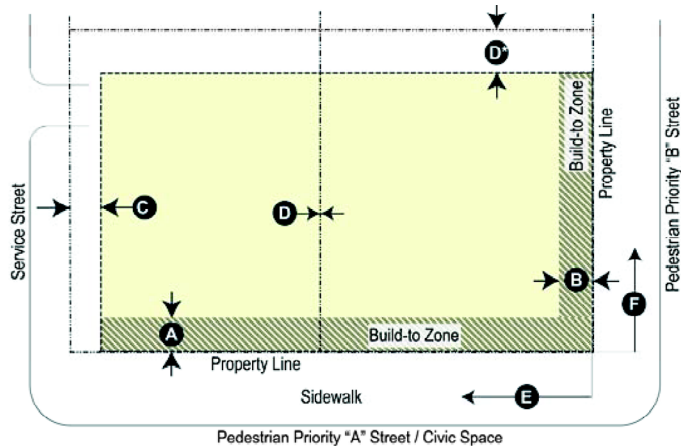 D*
Build-to Zone
Property Line
Pedestrian Priority "B" Street
Service Street
C
D
B
F
A
Build-to Zone
Property Line
Sidewalk
E
Pedestrian Priority "A" Street / Civic Space